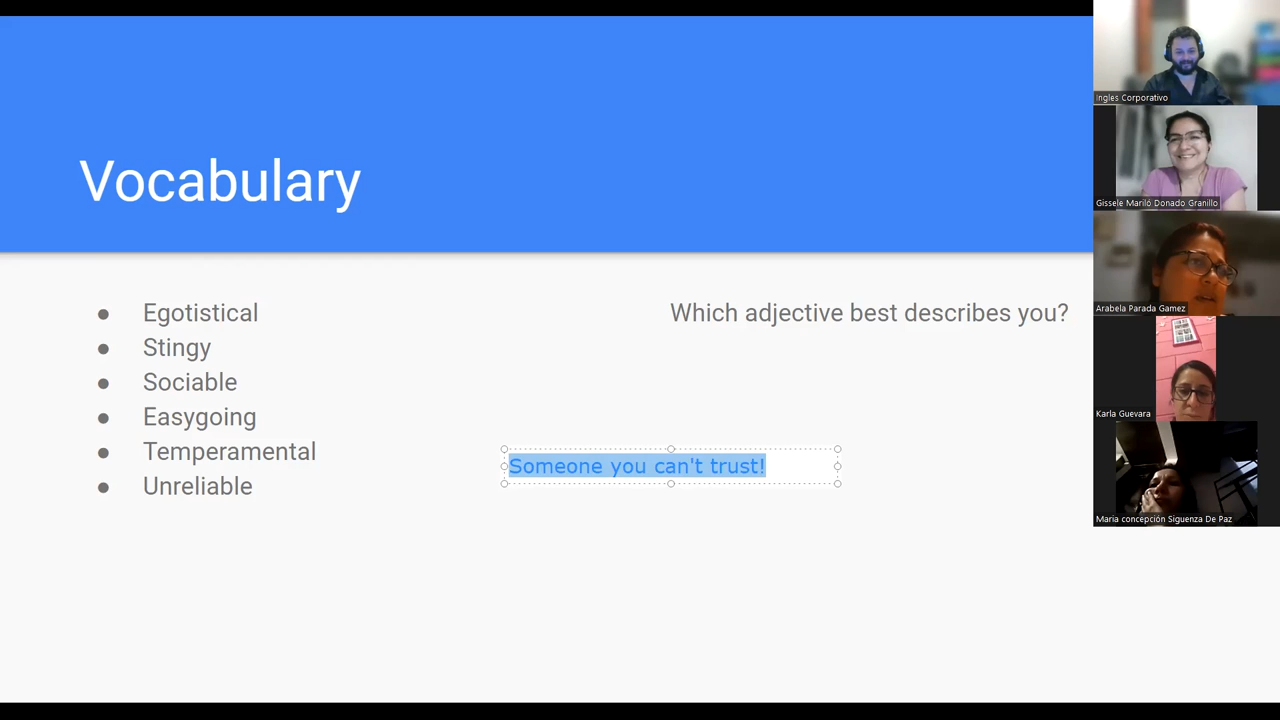 Vocabulary
Egotistical
Stingy
Sociable
Easygoing
Temperamental
Unreliable
Which adjective best describes you?
Someone you can't trust!
Ingles Corporativo
Gissele Mariló Donado Granillo
Arabela Parada Gamez
Karla Guevara
Maria concepción Siguenza De Paz